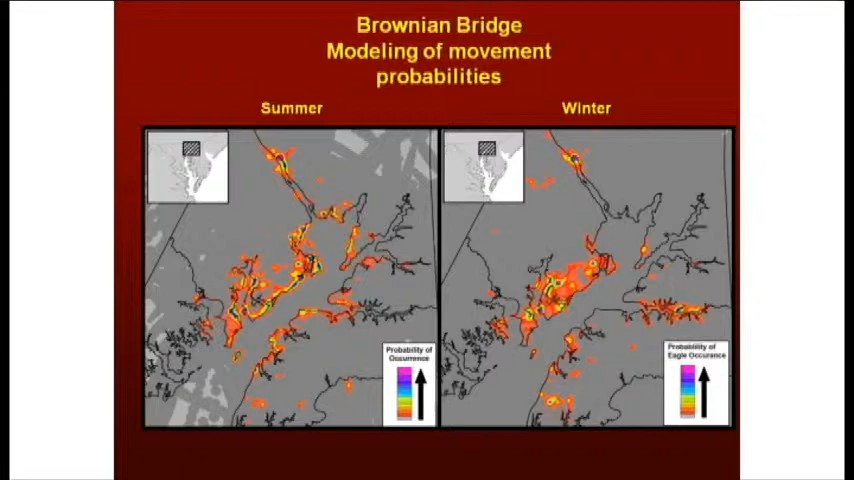 Brownian Bridge
Modeling of movement
probabilities
Summer
Winter
Probability of
Occurrence
Probability of
Eagle Occurance